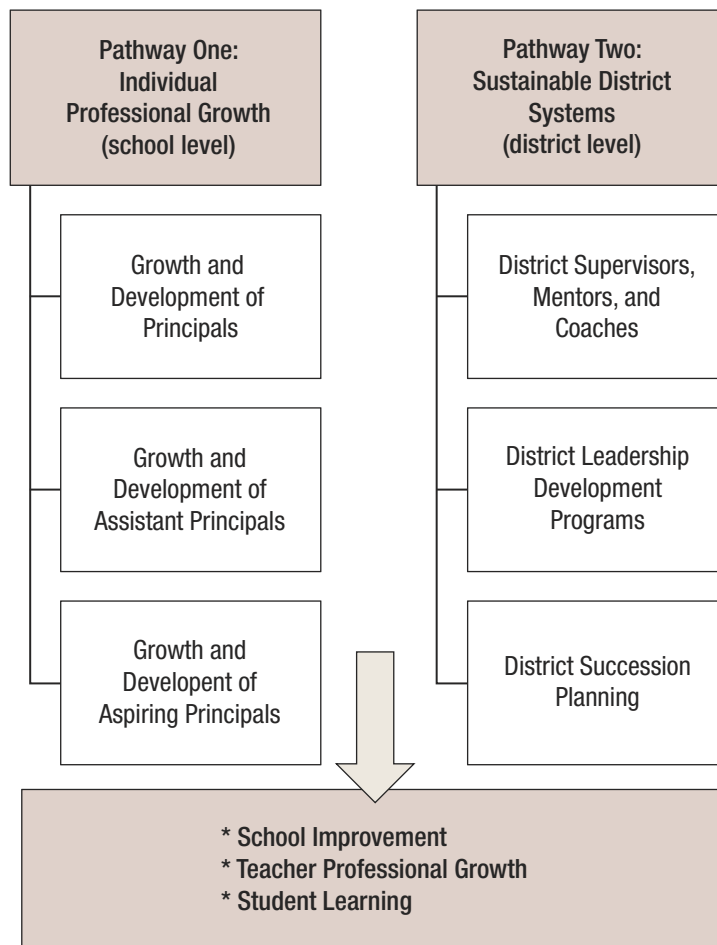 Pathway One:
Individual
Professional Growth
(school level)
Growth and
Development of
Principals
Growth and
Development of
Assistant Principals
Growth and
Developent of
Aspiring Principals
Pathway Two:
Sustainable District
Systems
(district level)
District Supervisors,
Mentors, and
Coaches
District Leadership
Development
Programs
District Succession
Planning
* School Improvement
* Teacher Professional Growth
* Student Learning